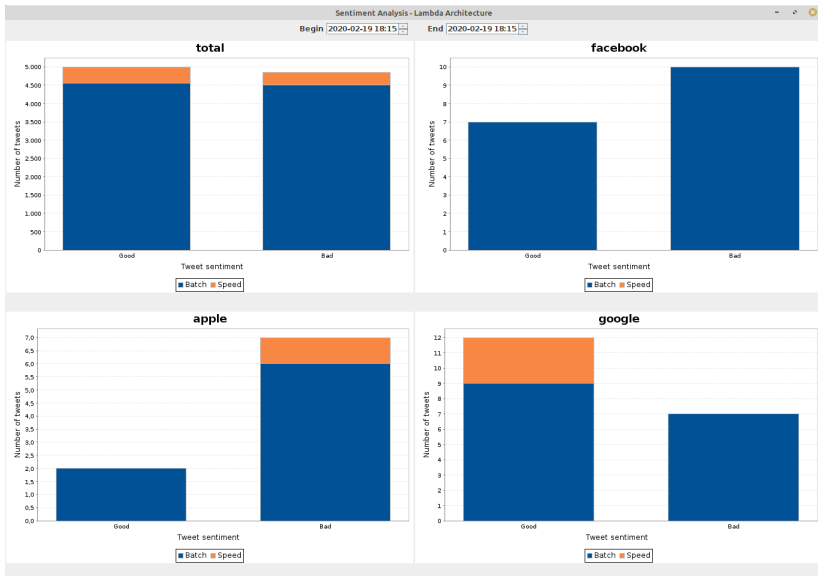 Sentiment Analysis - Lambda Architecture
Begin 2020-02-19 18:15 End 2020-02-19 18:15
total
Number of tweets
5.000
4.500
4.000
3.500
3.000
2.500
2.000
1.500
1.000
500
0
Good Bad
Tweet sentiment
Batch Speed
facebook
Number of tweets
10
9
8
7
6
5
4
3
2
1
0
Good Bad
Tweet sentiment
Batch Speed
apple
Number of tweets
7,0
6,5
6,0
5,5
5,0
4,5
4,0
3,5
3,0
2,5
2,0
1,5
1,0
0,5
0,0
Good Bad
Tweet sentiment
Batch Speed
google
Number of tweets
12
11
10
9
8
7
6
5
4
3
2
1
0
Good Bad
Tweet sentiment
Batch Speed